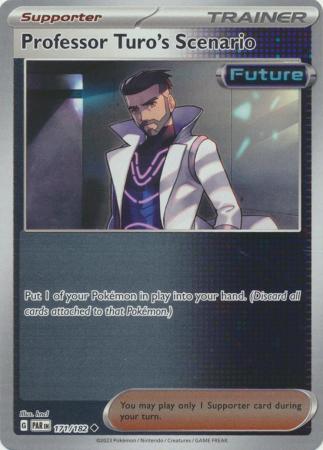 Supporter
TRAINER
Professor Turo's Scenario
Future
Put 1 of your Pokémon in play into your hand. (Discard all
cards attached to that Pokémon.)
Illus. hncl
You may play only 1 Supporter card during
your turn.
G PAR EN 171/182
©2023 Pokémon / Nintendo / Creatures / GAME FREAK